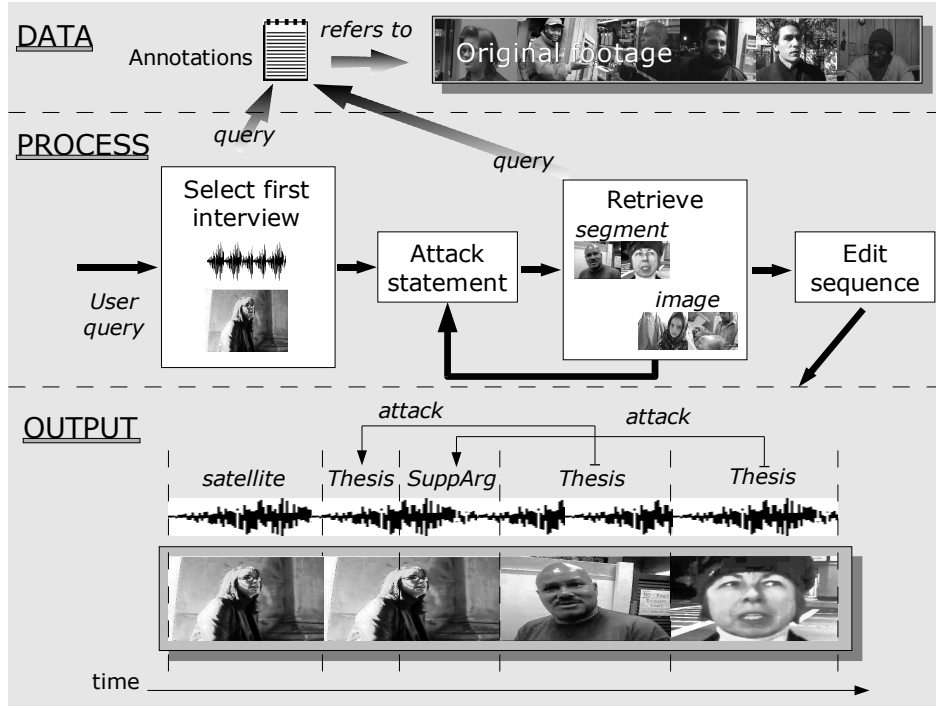 DATA
Annotations
refers to
Original footage
query
query
PROCESS
Select first
interview
Retrieve
segment
image
Attack
statement
Edit
sequence
User
query
OUTPUT
attack
attack
satellite
Thesis
SuppArg
Thesis
Thesis
time